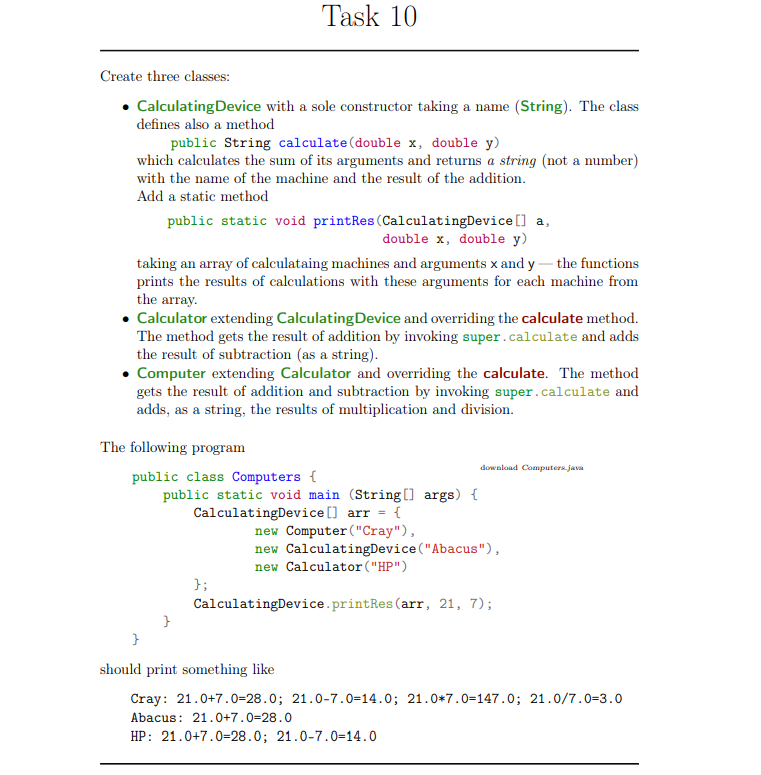 Task 10
Create three classes:
• CalculatingDevice with a sole constructor taking a name (String). The class
defines also a method
public String calculate(double x, double y)
which calculates the sum of its arguments and returns a string (not a number)
with the name of the machine and the result of the addition.
Add a static method
public static void printRes(CalculatingDevice[] a,
double x, double y)
taking an array of calculataing machines and arguments x and y — the functions
prints the results of calculations with these arguments for each machine from
the array.
• Calculator extending CalculatingDevice and overriding the calculate method.
The method gets the result of addition by invoking super.calculate and adds
the result of subtraction (as a string).
• Computer extending Calculator and overriding the calculate. The method
gets the result of addition and subtraction by invoking super.calculate and
adds, as a string, the results of multiplication and division.
The following program
download Computers.java
public class Computers {
public static void main (String[] args) {
CalculatingDevice[] arr = {
new Computer("Cray"),
new CalculatingDevice("Abacus"),
new Calculator("HP")
};
CalculatingDevice.printRes(arr, 21, 7);
}
}
should print something like
Cray: 21.0+7.0=28.0; 21.0-7.0=14.0; 21.0*7.0=147.0; 21.0/7.0=3.0
Abacus: 21.0+7.0=28.0
HP: 21.0+7.0=28.0; 21.0-7.0=14.0